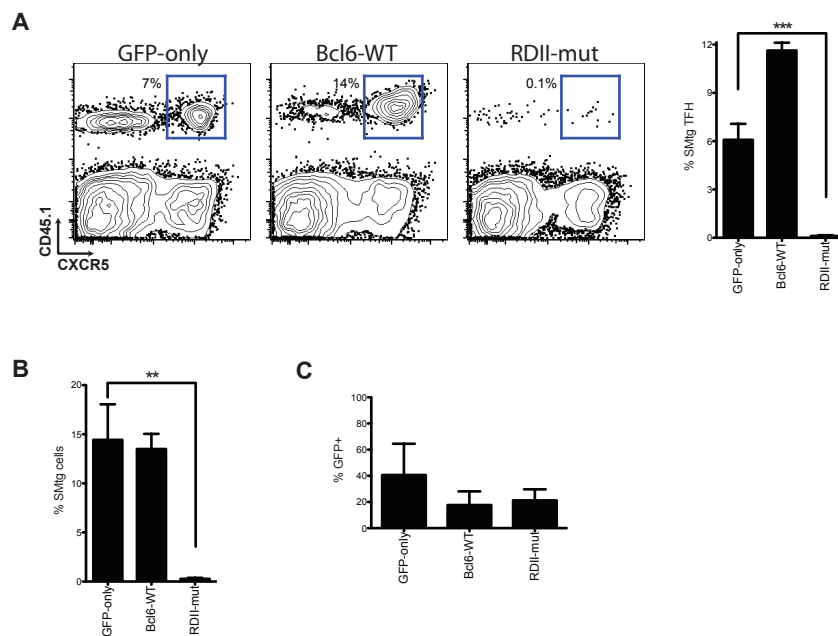 A
GFP-only
Bcl6-WT
RDII-mut
7%
14%
0.1%
CD45.1
CXCR5
***
% SMtg TFH
12
9
6
3
0
GFP-only
Bcl6-WT
RDII-mut
B
**
% SMtg cells
20
15
10
5
0
GFP-only
Bcl6-WT
RDII-mut
C
% GFP+
100
80
60
40
20
0
GFP-only
Bcl6-WT
RDII-mut